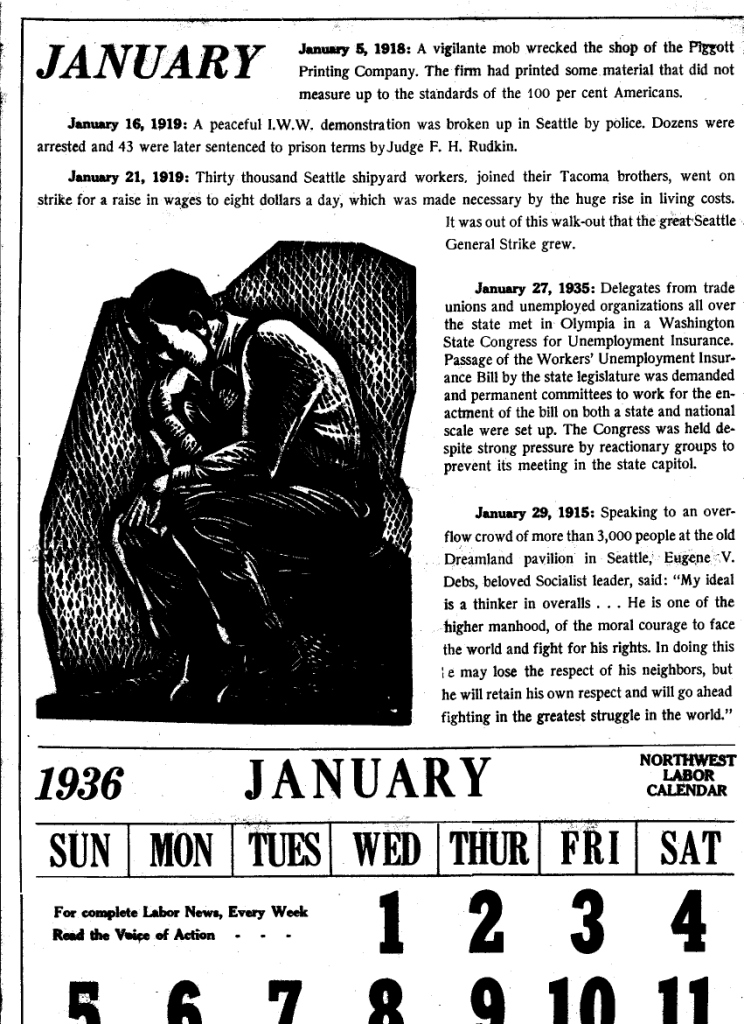 JANUARY
January 5, 1918: A vigilante mob wrecked the shop of the Piggott
Printing Company. The firm had printed some material that did not
measure up to the standards of the 100 per cent Americans.
January 16, 1919: A peaceful I.W.W. demonstration was broken up in Seattle by police. Dozens were
arrested and 43 were later sentenced to prison terms by Judge F. H. Rudkin.
January 21, 1919: Thirty thousand Seattle shipyard workers, joined their Tacoma brothers, went on
strike for a raise in wages to eight dollars a day, which was made necessary by the huge rise in living costs.
It was out of this walk-out that the great Seattle
General Strike grew.
January 27, 1935: Delegates from trade
unions and unemployed organizations all over
the state met in Olympia in a Washington
State Congress for Unemployment Insurance.
Passage of the Workers' Unemployment Insur-
ance Bill by the state legislature was demanded
and permanent committees to work for the en-
actment of the bill on both a state and national
scale were set up. The Congress was held de-
spite strong pressure by reactionary groups to
prevent its meeting in the state capitol.
January 29, 1915: Speaking to an over-
flow crowd of more than 3,000 people at the old
Dreamland pavilion in Seattle, Eugene V.
Debs, beloved Socialist leader, said: "My ideal
is a thinker in overalls . . . He is one of the
higher manhood, of the moral courage to face
the world and fight for his rights. In doing this
e may lose the respect of his neighbors, but
he will retain his own respect and will go ahead
fighting in the greatest struggle in the world."
1936 JANUARY NORTHWEST
LABOR
CALENDAR
SUN MON TUES WED THUR FRI SAT
For complete Labor News, Every Week
Read the Voice of Action - - -
1 2 3 4
5 6 7 8 9 10 11